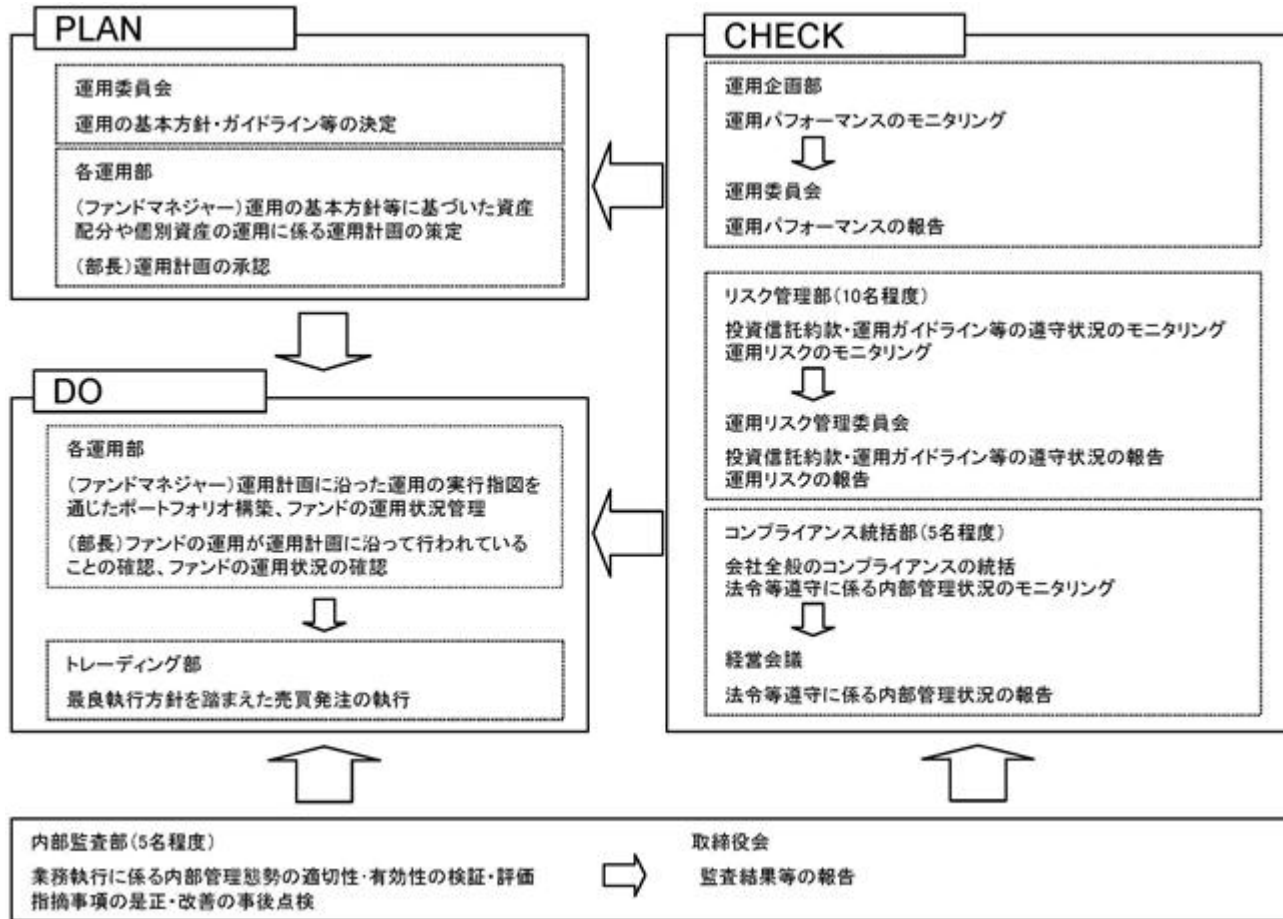 PLAN
運用委員会
運用の基本方針・ガイドライン等の決定
各運用部
(ファンドマネジャー)運用の基本方針等に基づいた資産
配分や個別資産の運用に係る運用計画の策定
(部長)運用計画の承認
DO
各運用部
(ファンドマネジャー)運用計画に沿った運用の実行指図を
通じたポートフォリオ構築、ファンドの運用状況管理
(部長)ファンドの運用が運用計画に沿って行われている
ことの確認、ファンドの運用状況の確認
トレーディング部
最良執行方針を踏まえた売買発注の執行
CHECK
運用企画部
運用パフォーマンスのモニタリング
運用委員会
運用パフォーマンスの報告
リスク管理部(10名程度)
投資信託約款・運用ガイドライン等の遵守状況のモニタリング
運用リスクのモニタリング
運用リスク管理委員会
投資信託約款・運用ガイドライン等の遵守状況の報告
運用リスクの報告
コンプライアンス統括部(5名程度)
会社全般のコンプライアンスの統括
法令等遵守に係る内部管理状況のモニタリング
経営会議
法令等遵守に係る内部管理状況の報告
内部監査部(5名程度)
業務執行に係る内部管理態勢の適切性・有効性の検証・評価
指摘事項の是正・改善の事後点検
取締役会
監査結果等の報告